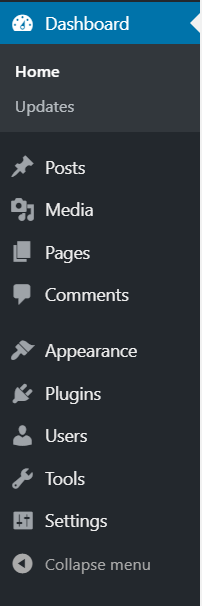 Dashboard
Home
Updates
Posts
Media
Pages
Comments
Appearance
Plugins
Users
Tools
Settings
Collapse menu